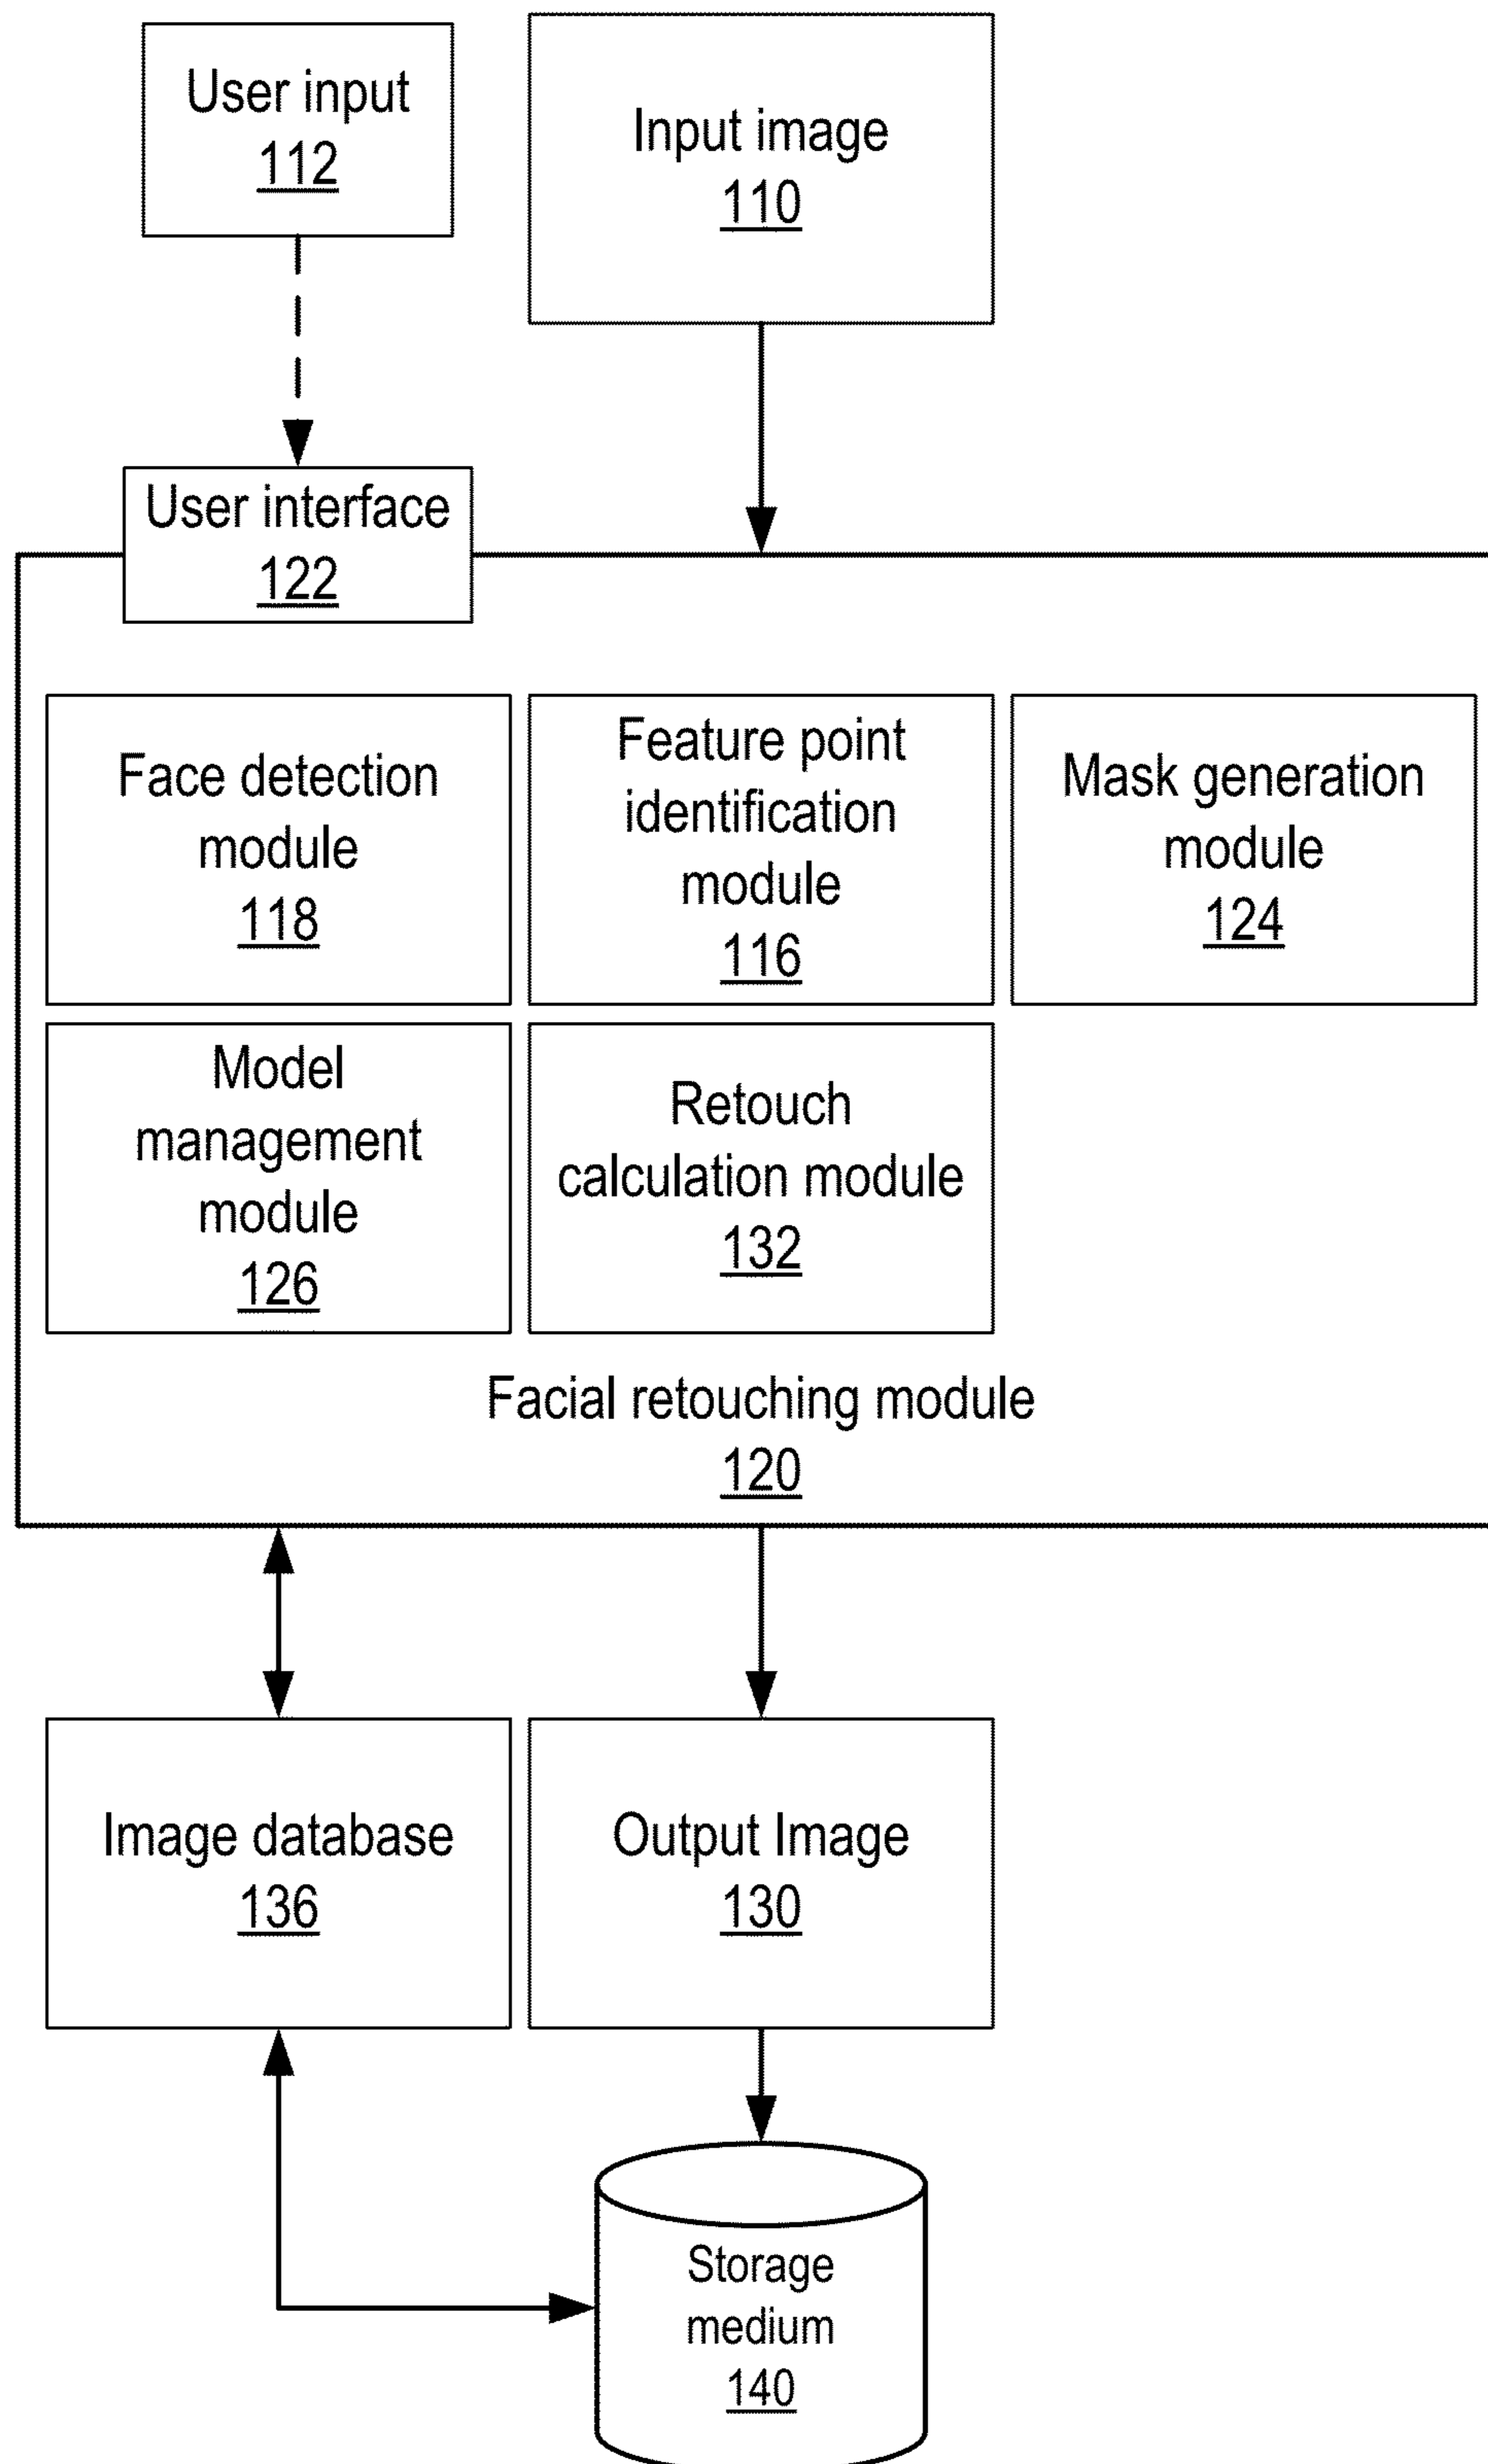 User input
112
Input image
110
User interface
122
Face detection
module
118
Feature point
identification
module
116
Mask generation
module
124
Model
management
module
126
Retouch
calculation module
132
Facial retouching module
120
Image database
136
Output Image
130
Storage
medium
140